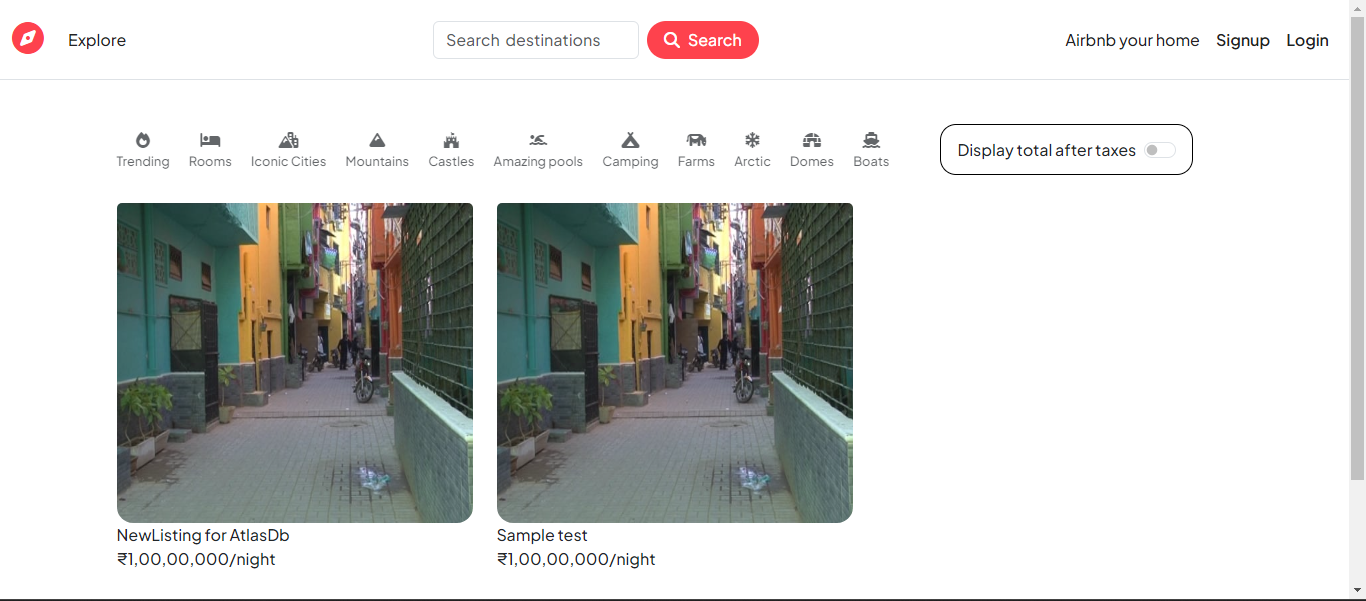 Explore
Search destinations
Search
Airbnb your home
Signup
Login
Trending
Rooms
Iconic Cities
Mountains
Castles
Amazing pools
Camping
Farms
Arctic
Domes
Boats
Display total after taxes
NewListing for AtlasDb
₹1,00,00,000/night
Sample test
₹1,00,00,000/night